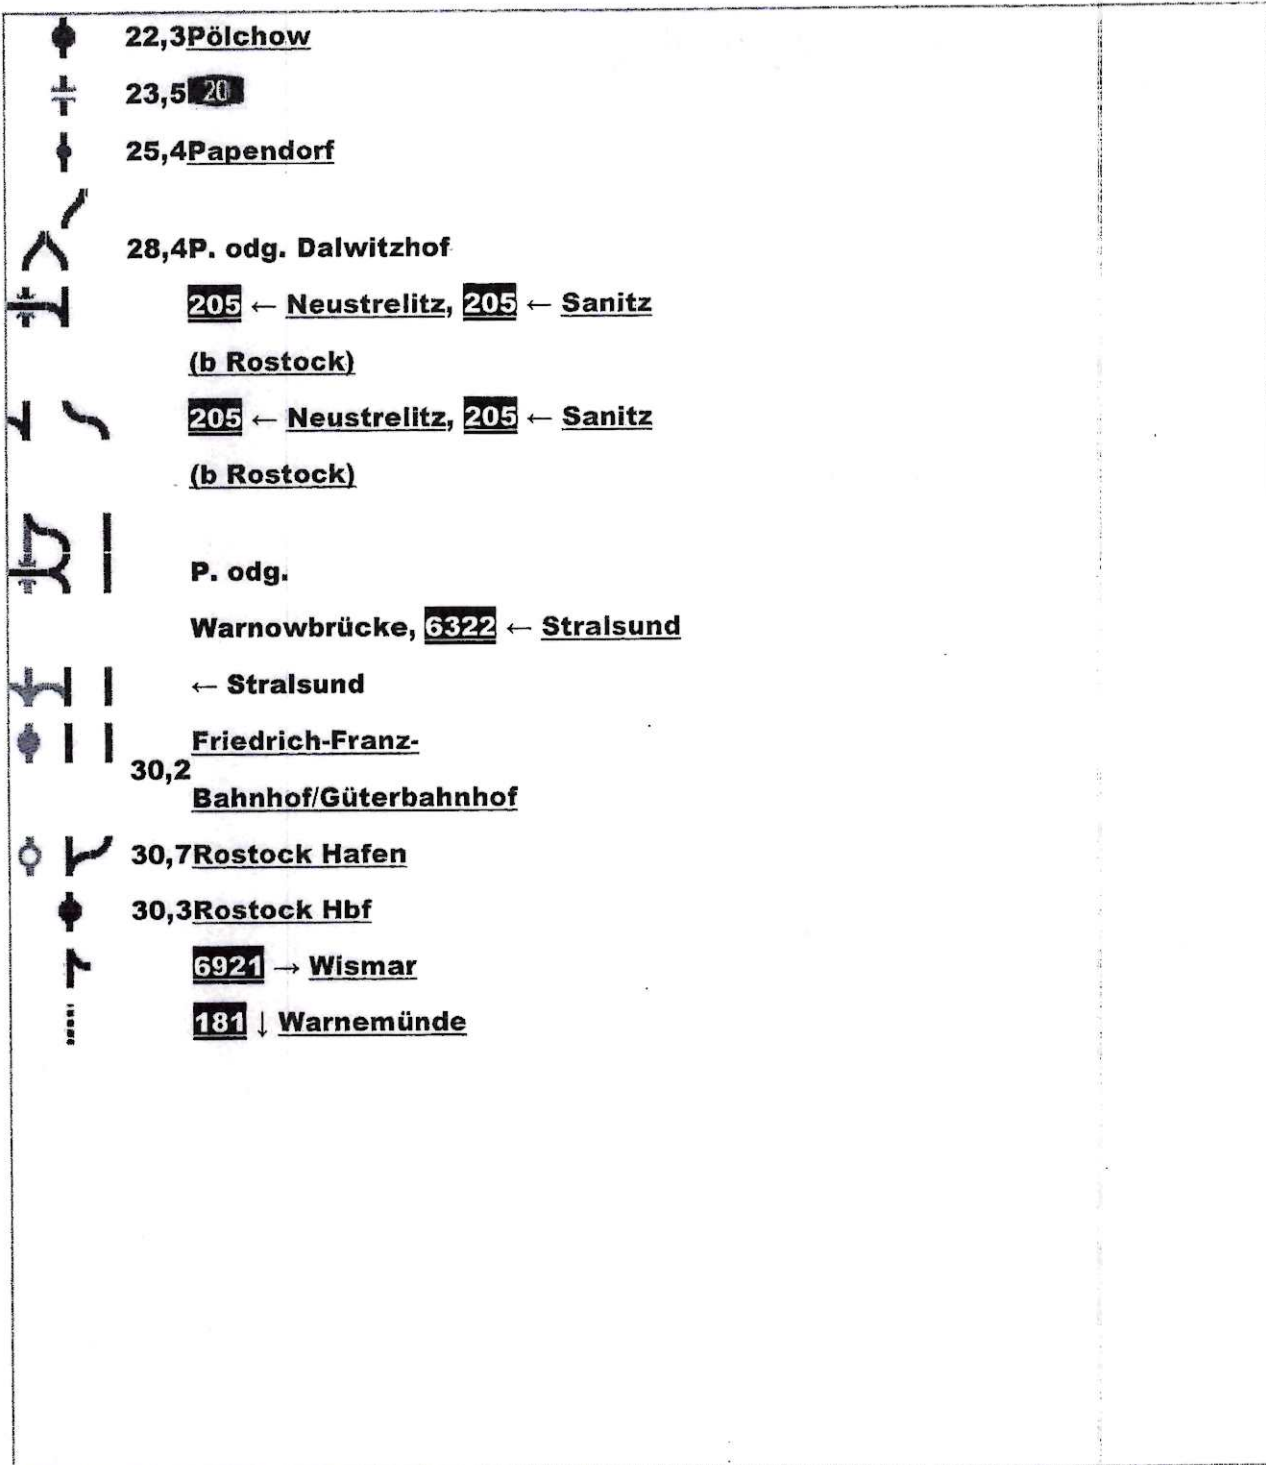 22,3Pölchow
23,5 20
25,4Papendorf
28,4P. odg. Dalwitzhof
205 ← Neustrelitz, 205 ← Sanitz
(b Rostock)
205 ← Neustrelitz, 205 ← Sanitz
(b Rostock)
P. odg.
Warnowbrücke, 6322 ← Stralsund
← Stralsund
Friedrich-Franz-
30,2
Bahnhof/Güterbahnhof
30,7Rostock Hafen
30,3Rostock Hbf
6921 → Wismar
181 ↓ Warnemünde